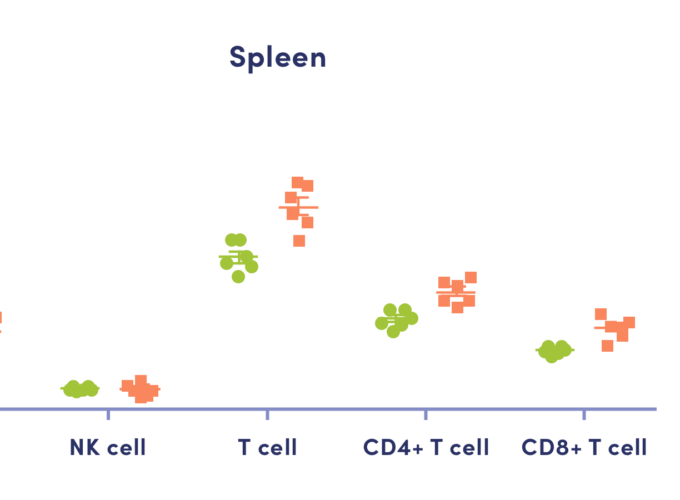 Spleen
NK cell
T cell
CD4+ T cell
CD8+ T cell